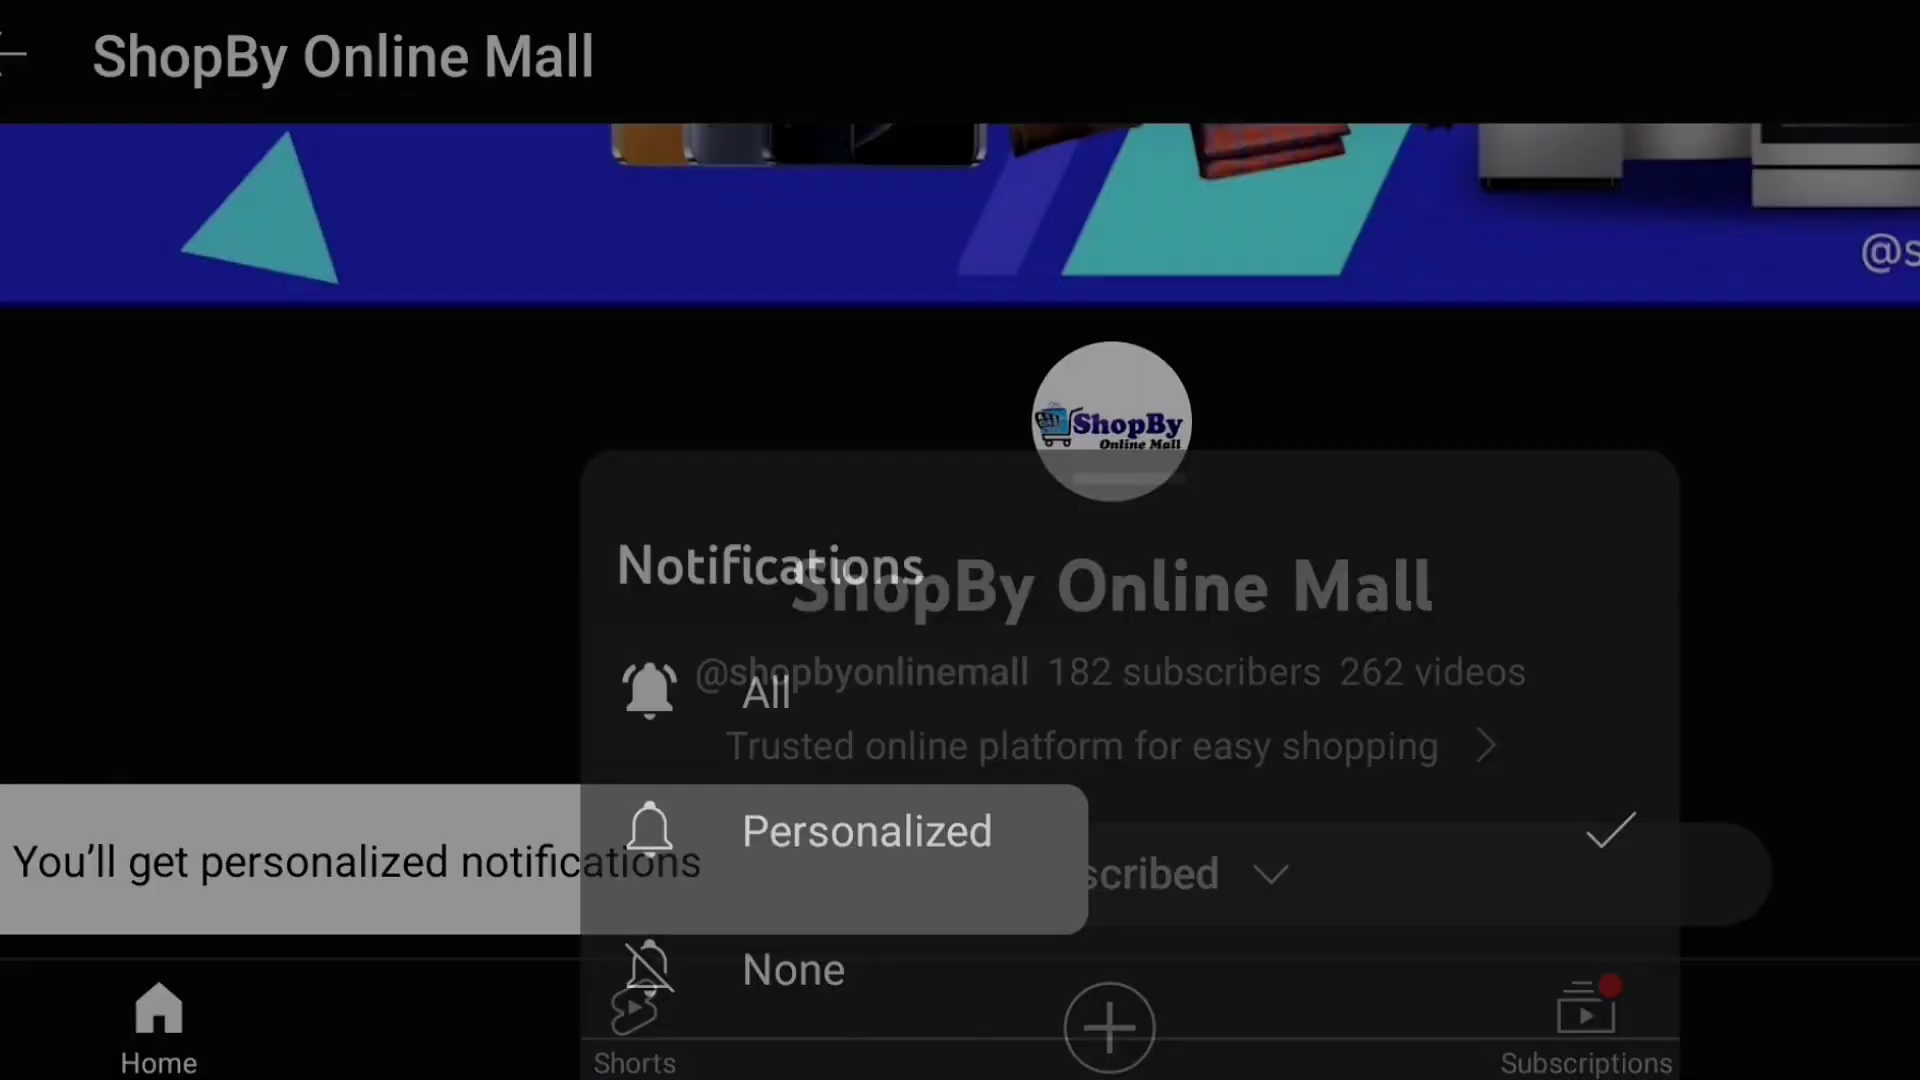 ShopBy Online Mall
@s
ShopBy
Online Mall
Notifications
ShopBy Online Mall
@shopbyonlinemall 182 subscribers 262 videos
All
Trusted online platform for easy shopping
Personalized
You’ll get personalized notifications
scribed
None
Home
Shorts
Subscriptions